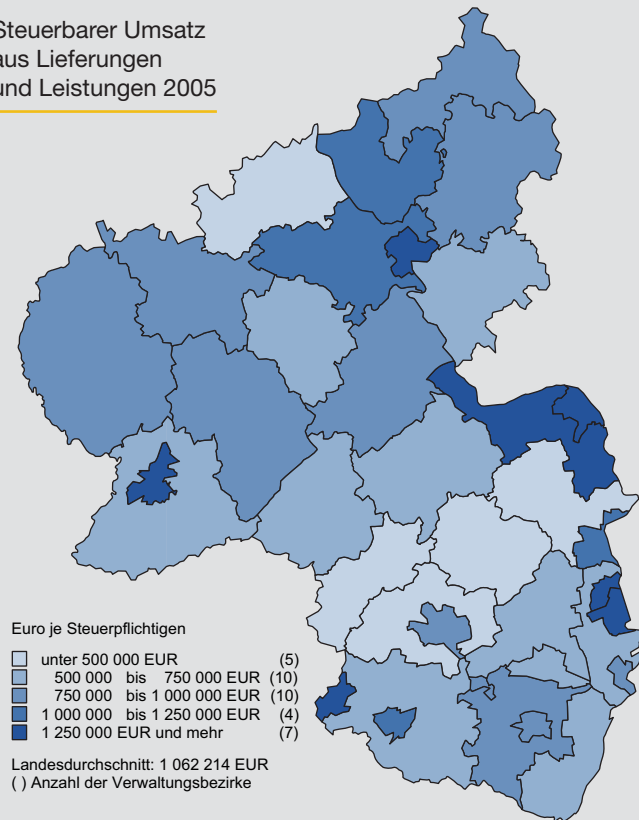 Steuerbarer Umsatz
aus Lieferungen
und Leistungen 2005
Euro je Steuerpflichtigen
unter 500 000 EUR (5)
500 000 bis 750 000 EUR (10)
750 000 bis 1 000 000 EUR (10)
1 000 000 bis 1 250 000 EUR (4)
1 250 000 EUR und mehr (7)
Landesdurchschnitt: 1 062 214 EUR
( ) Anzahl der Verwaltungsbezirke